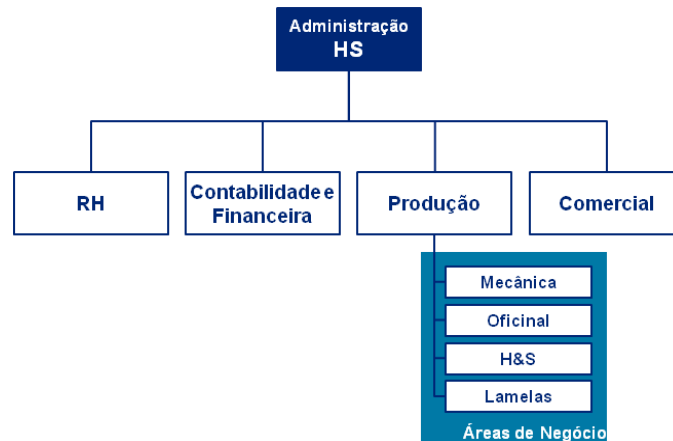 Administração
HS
RH
Contabilidade e
Financeira
Produção
Comercial
Mecânica
Oficinal
H&S
Lamelas
Áreas de Negócio